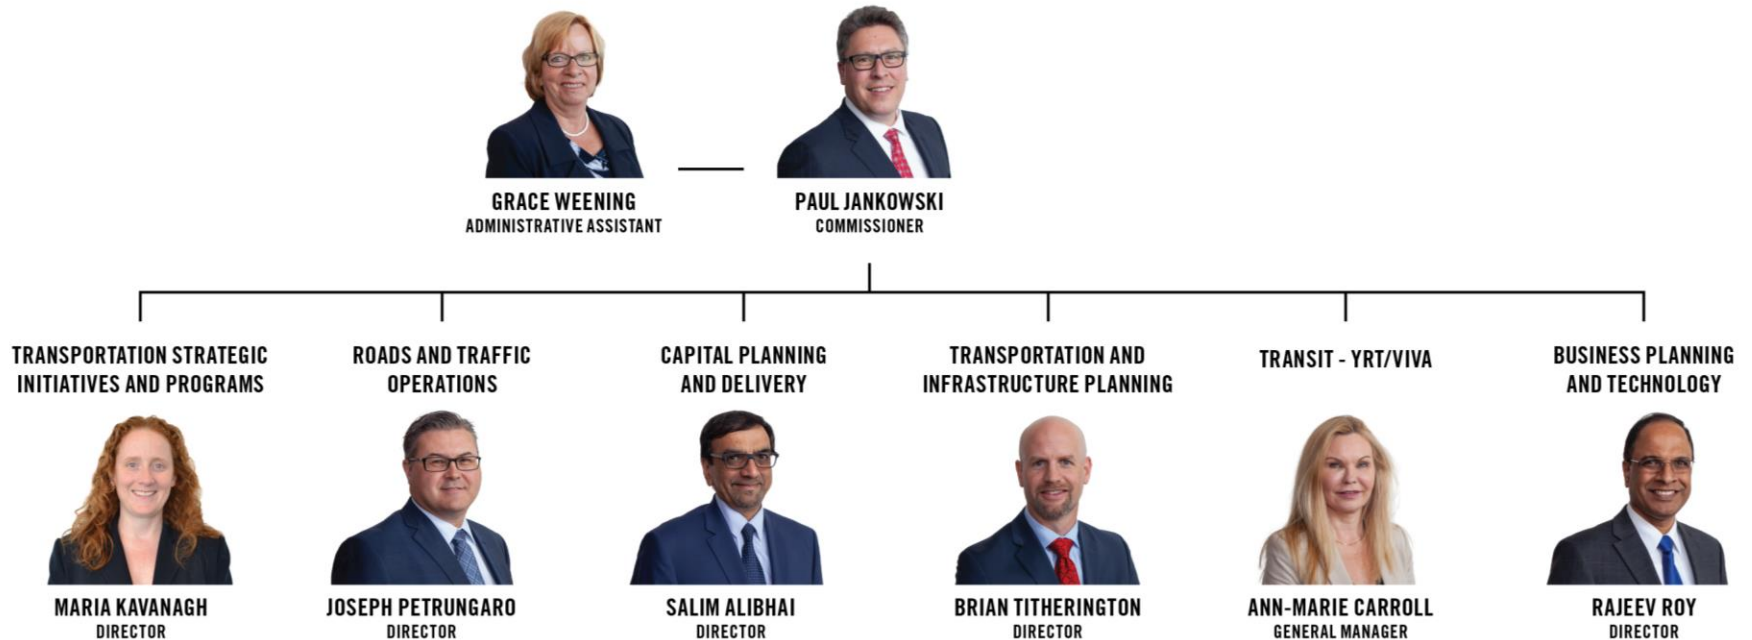 GRACE WEENING
ADMINISTRATIVE ASSISTANT
PAUL JANKOWSKI
COMMISSIONER
TRANSPORTATION STRATEGIC
INITIATIVES AND PROGRAMS
MARIA KAVANAGH
DIRECTOR
ROADS AND TRAFFIC
OPERATIONS
JOSEPH PETRUNGARO
DIRECTOR
CAPITAL PLANNING
AND DELIVERY
SALIM ALIBHAI
DIRECTOR
TRANSPORTATION AND
INFRASTRUCTURE PLANNING
BRIAN TITHERINGTON
DIRECTOR
TRANSIT - YRT/VIVA
ANN-MARIE CARROLL
GENERAL MANAGER
BUSINESS PLANNING
AND TECHNOLOGY
RAJEEV ROY
DIRECTOR